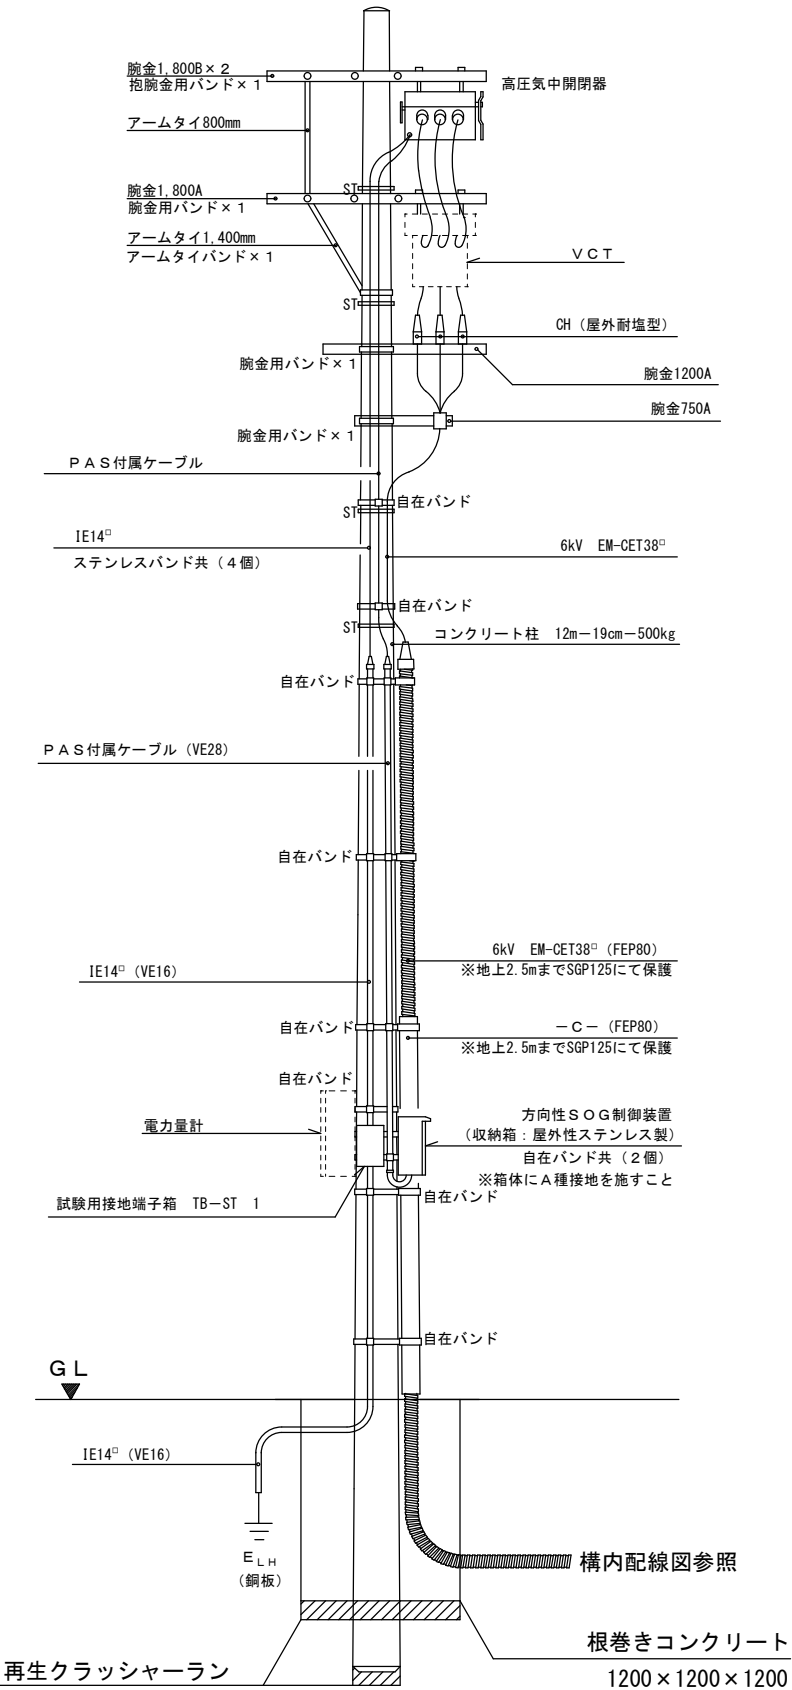 腕金1,800B×2
抱腕金用バンド×1
高圧気中開閉器
アームタイ800mm
ST
腕金1,800A
腕金用バンド×1
アームタイ1,400mm
アームタイバンド×1
VCT
ST
CH（屋外耐塩型）
腕金用バンド×1
腕金1200A
腕金750A
腕金用バンド×1
PAS付属ケーブル
自在バンド
ST
IE14□
ステンレスバンド共（4個）
6kV EM-CET38□
自在バンド
ST
コンクリート柱 12m－19cm－500kg
自在バンド
PAS付属ケーブル（VE28）
自在バンド
6kV EM-CET38□（FEP80）
※地上2.5mまでSGP125にて保護
IE14□（VE16）
自在バンド
－C－（FEP80）
※地上2.5mまでSGP125にて保護
自在バンド
電力量計
方向性SOG制御装置
（収納箱：屋外性ステンレス製）
自在バンド共（2個）
※箱体にA種接地を施すこと
試験用接地端子箱 TB－ST 1
自在バンド
自在バンド
GL
IE14□（VE16）
ELH
（銅板）
構内配線図参照
根巻きコンクリート
再生クラッシャーラン
1200×1200×1200